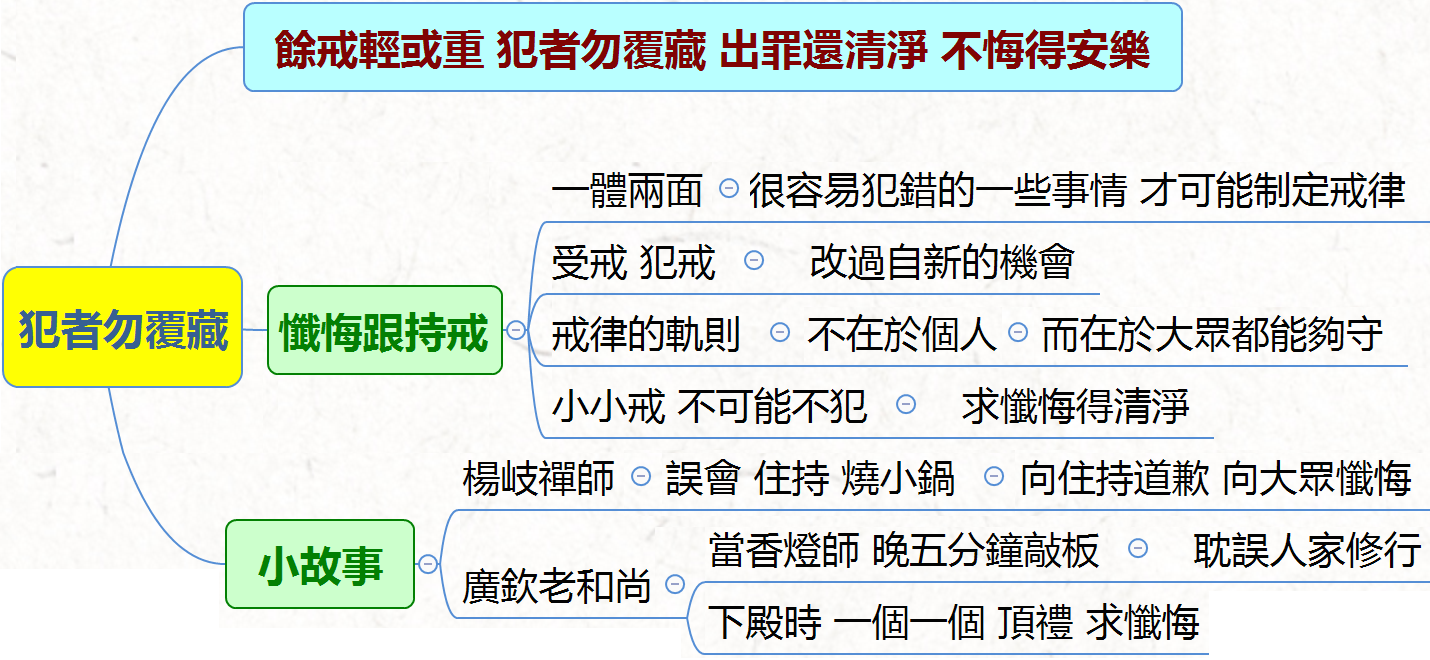 餘戒輕或重 犯者勿覆藏 出罪還清淨 不悔得安樂
犯者勿覆藏
懺悔跟持戒
一體兩面 很容易犯錯的一些事情 才可能制定戒律
受戒 犯戒 改過自新的機會
戒律的軌則 不在於個人 而在於大眾都能夠守
小小戒 不可能不犯 求懺悔得清淨
小故事
楊岐禪師 誤會 住持 燒小鍋 向住持道歉 向大眾懺悔
廣欽老和尚
當香燈師 晚五分鐘敲板 耽誤人家修行
下殿時 一個一個 頂禮 求懺悔